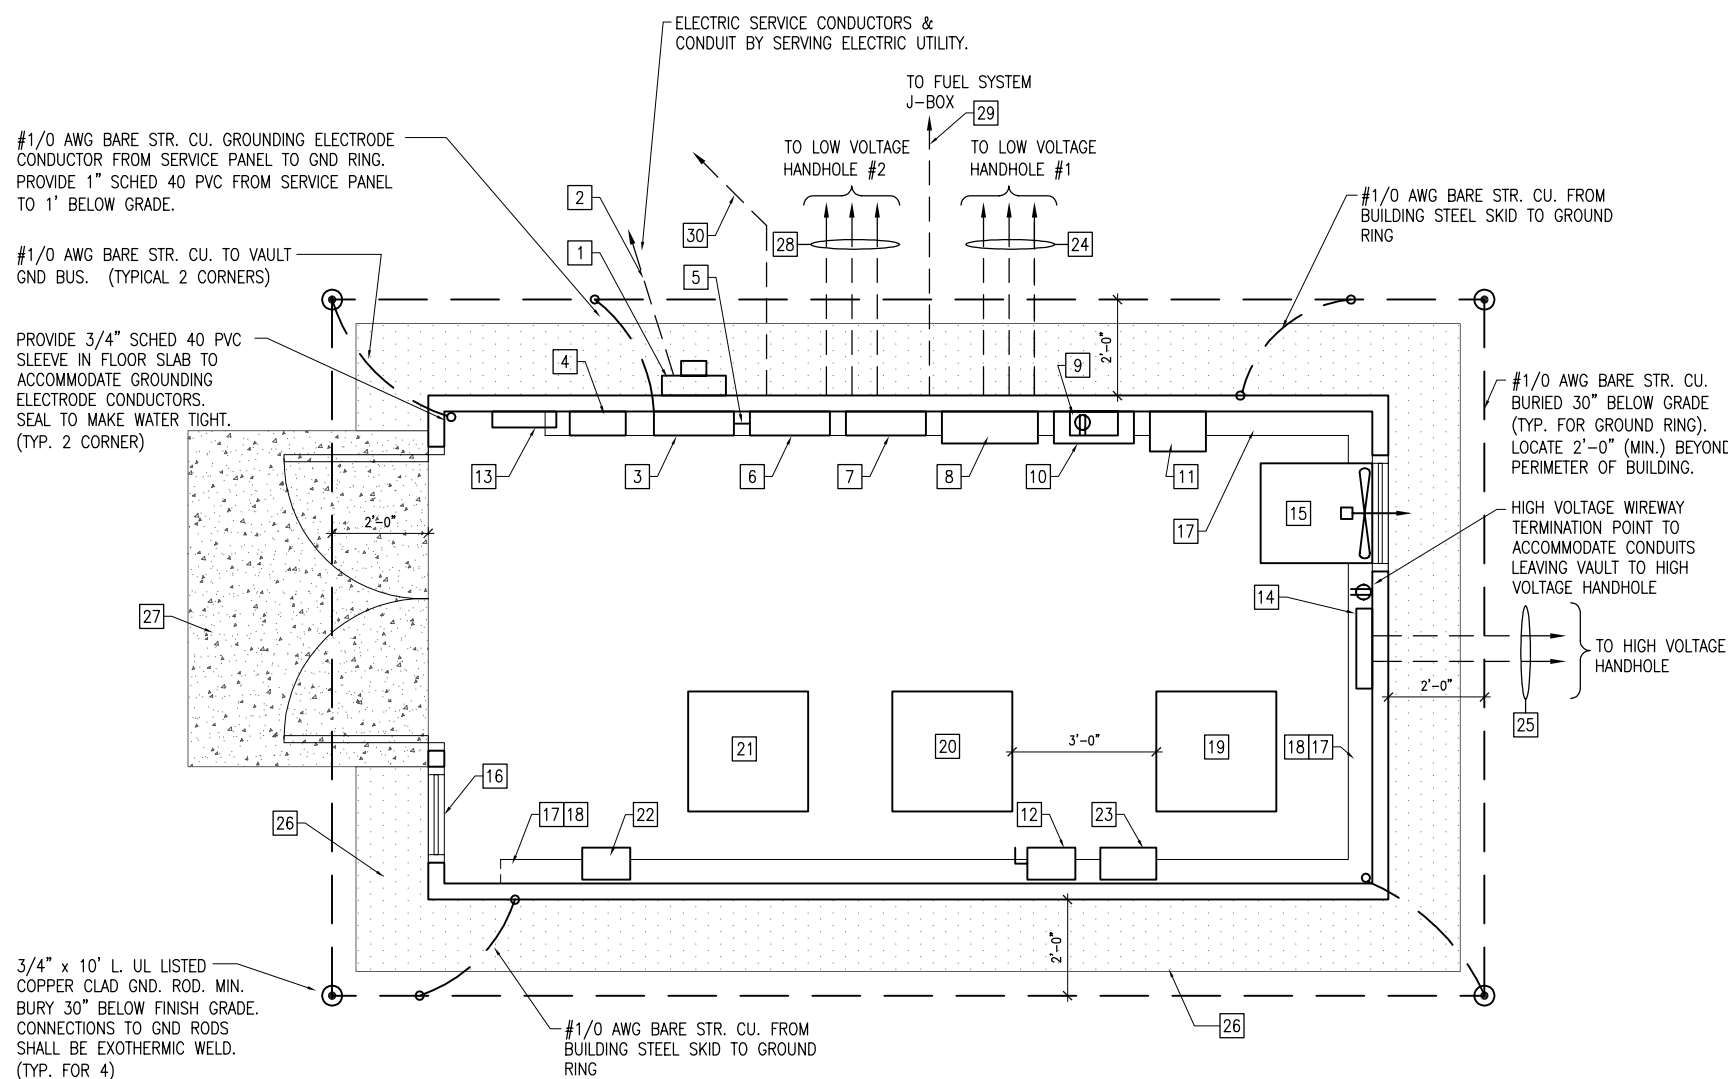 ELECTRIC SERVICE CONDUCTORS &
CONDUIT BY SERVING ELECTRIC UTILITY.
TO FUEL SYSTEM
J-BOX
29
#1/0 AWG BARE STR. CU. GROUNDING ELECTRODE
CONDUCTOR FROM SERVICE PANEL TO GND RING.
PROVIDE 1" SCHED 40 PVC FROM SERVICE PANEL
TO 1' BELOW GRADE.
TO LOW VOLTAGE
HANDHOLE #2
TO LOW VOLTAGE
HANDHOLE #1
2
30
28
24
1
5
#1/0 AWG BARE STR. CU. FROM
BUILDING STEEL SKID TO GROUND
RING
#1/0 AWG BARE STR. CU. TO VAULT
GND BUS. (TYPICAL 2 CORNERS)
PROVIDE 3/4" SCHED 40 PVC
SLEEVE IN FLOOR SLAB TO
ACCOMMODATE GROUNDING
ELECTRODE CONDUCTORS.
SEAL TO MAKE WATER TIGHT.
(TYP. 2 CORNER)
4
9
2'-0"
#1/0 AWG BARE STR. CU.
BURIED 30" BELOW GRADE
(TYP. FOR GROUND RING).
LOCATE 2'-0" (MIN.) BEYOND
PERIMETER OF BUILDING.
13
3
6
7
8
10
11
17
15
2'-0"
HIGH VOLTAGE WIREWAY
TERMINATION POINT TO
ACCOMMODATE CONDUITS
LEAVING VAULT TO HIGH
VOLTAGE HANDHOLE
14
27
TO HIGH VOLTAGE
HANDHOLE
2'-0"
25
21
20
3'-0"
19
18 17
16
17 18
22
12
23
26
2'-0"
3/4" x 10' L. UL LISTED
COPPER CLAD GND. ROD. MIN.
BURY 30" BELOW FINISH GRADE.
CONNECTIONS TO GND RODS
SHALL BE EXOTHERMIC WELD.
(TYP. FOR 4)
#1/0 AWG BARE STR. CU. FROM
BUILDING STEEL SKID TO GROUND
RING
26